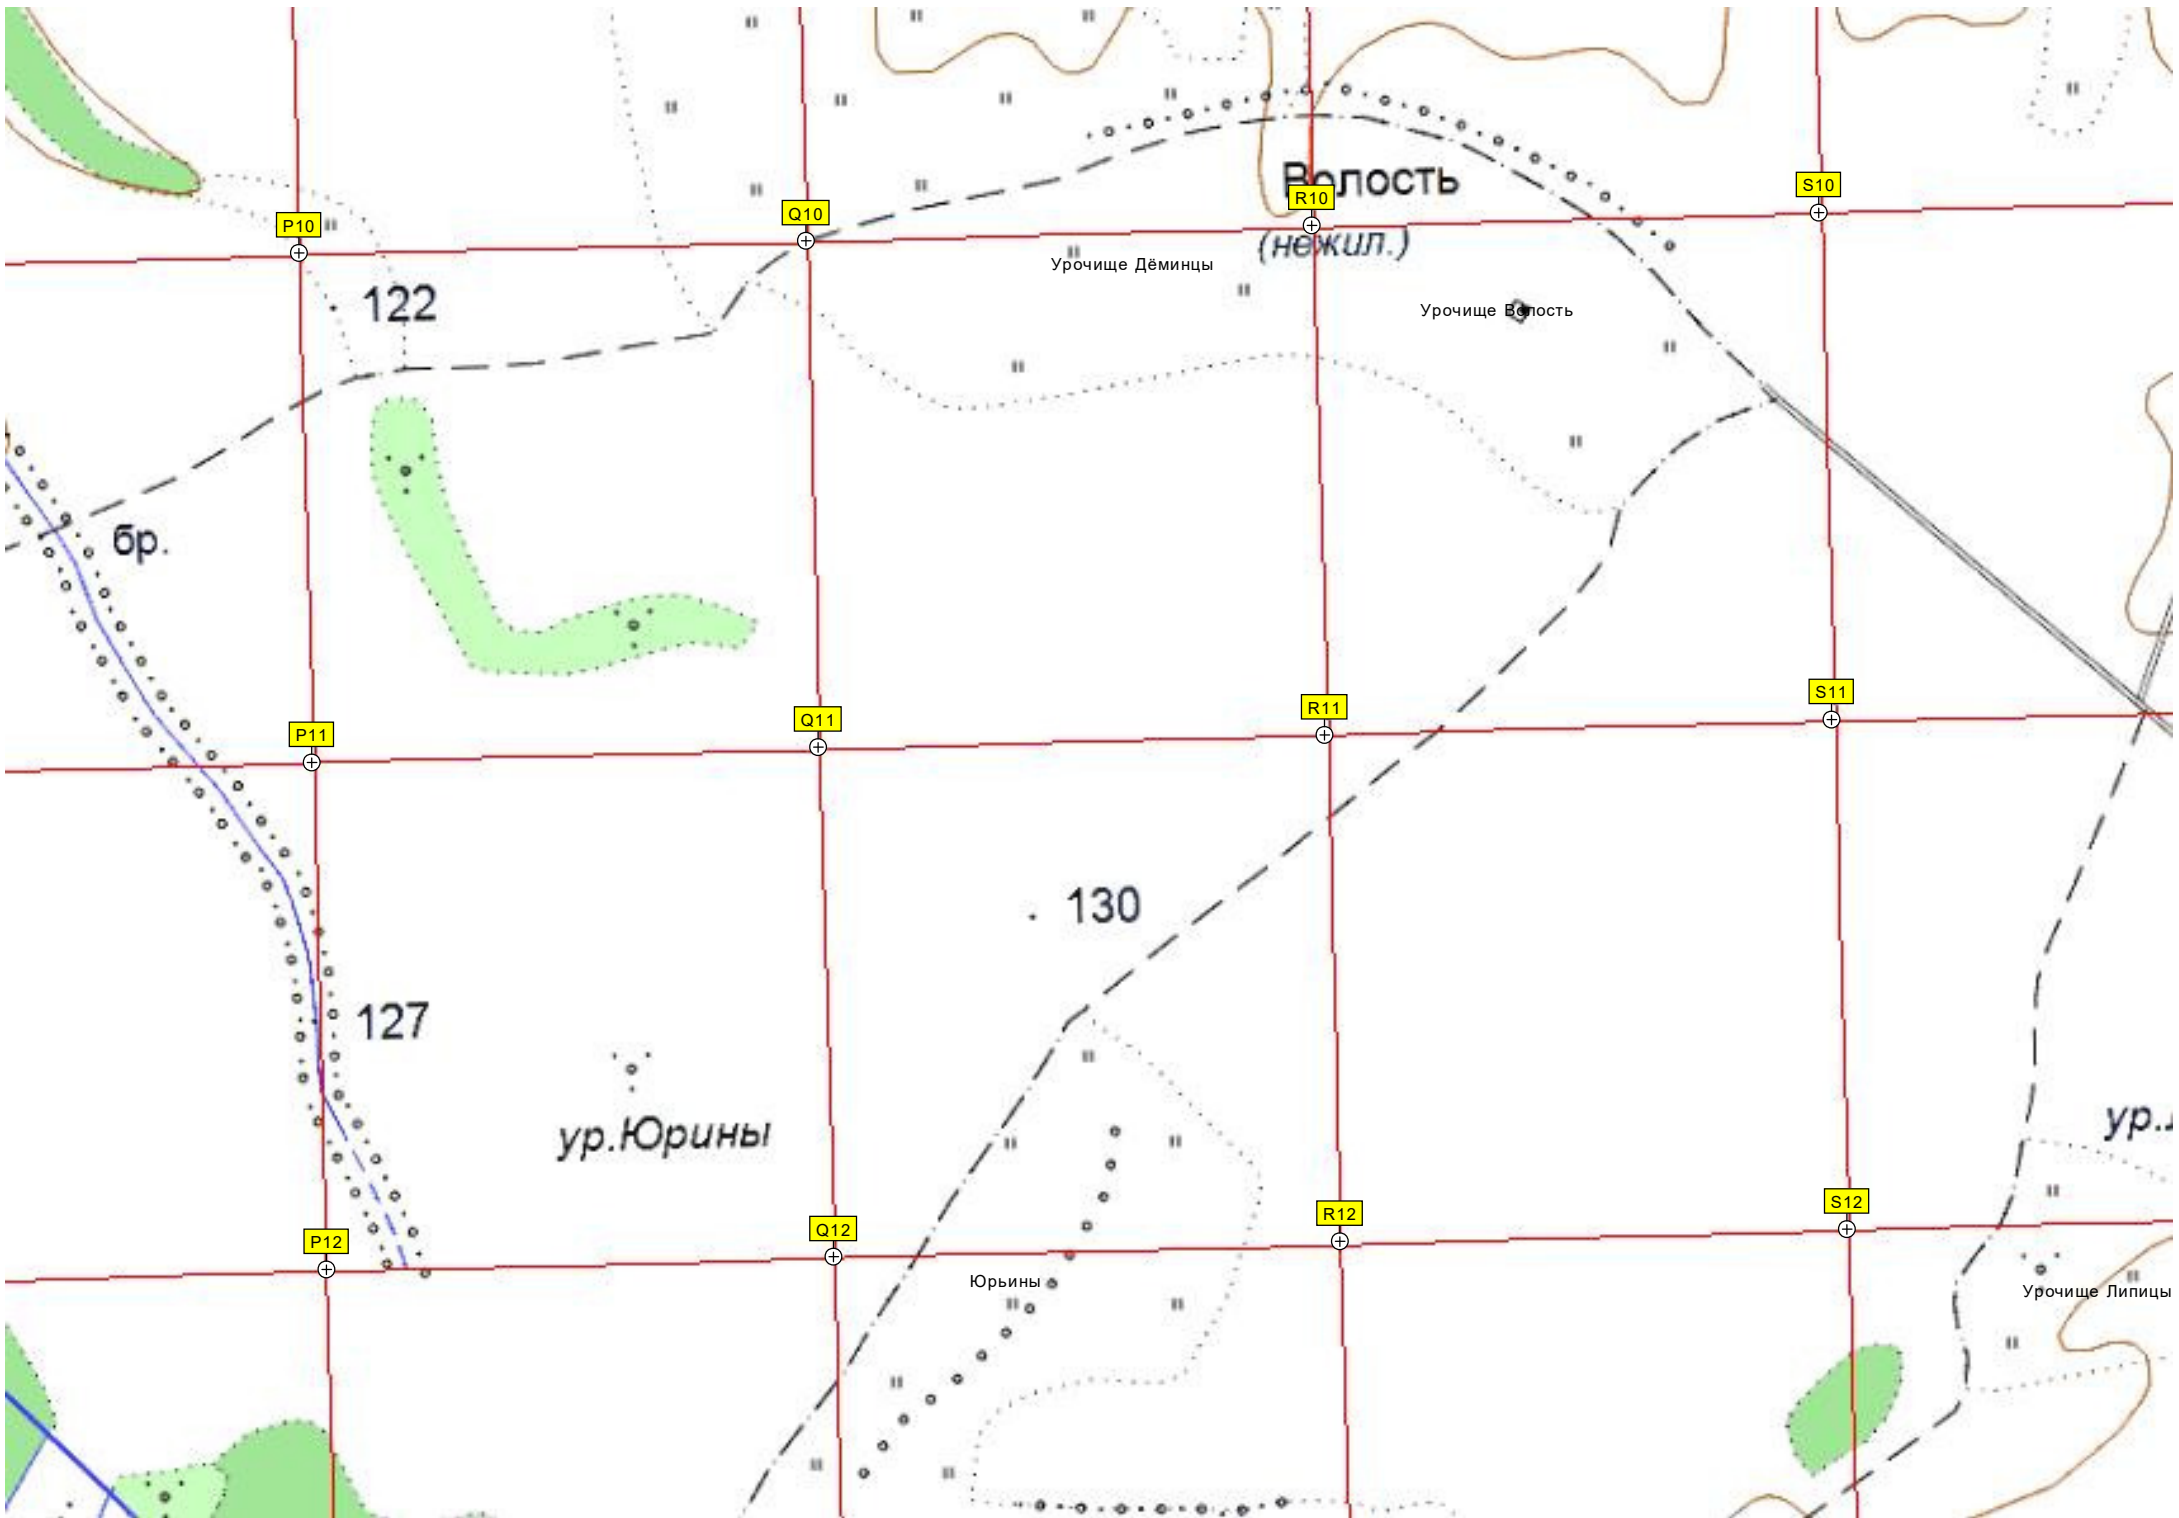 Волость
S10
R10
Q10
P10
(нежил.)
Урочище Дёминцы
122
Урочище Волость
бр.
S11
R11
Q11
P11
130
127
ур.Юрины
ур.
S12
R12
Q12
P12
Юрьины
Урочище Липицы